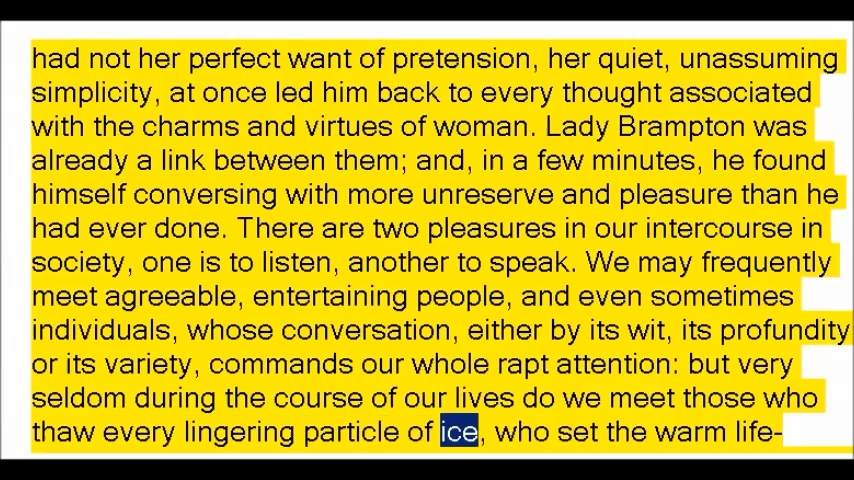 had not her perfect want of pretension, her quiet, unassuming
simplicity, at once led him back to every thought associated
with the charms and virtues of woman. Lady Brampton was
already a link between them; and, in a few minutes, he found
himself conversing with more unreserve and pleasure than he
had ever done. There are two pleasures in our intercourse in
society, one is to listen, another to speak. We may frequently
meet agreeable, entertaining people, and even sometimes
individuals, whose conversation, either by its wit, its profundity
or its variety, commands our whole rapt attention: but very
seldom during the course of our lives do we meet those who
thaw every lingering particle of ice, who set the warm life-